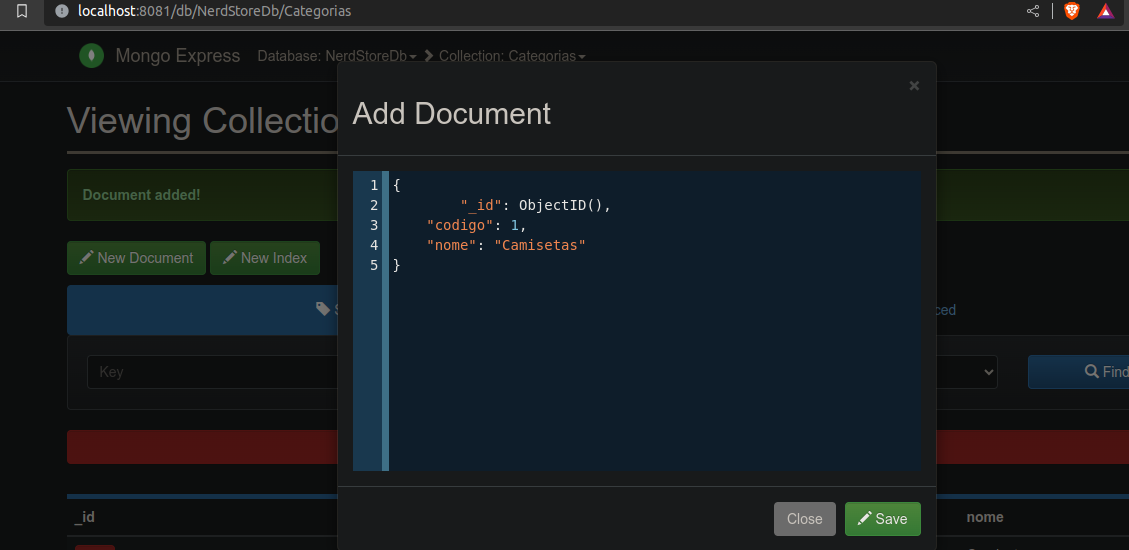 localhost:8081/db/NerdStoreDb/Categorias
Mongo Express Database: NerdStoreDb Collection: Categorias
Viewing Collectio
Add Document
×
Document added!
1 {
2 "_id": ObjectID(),
3 "codigo": 1,
4 "nome": "Camisetas"
5 }
New Document New Index
Key
Find
Close Save
_id nome